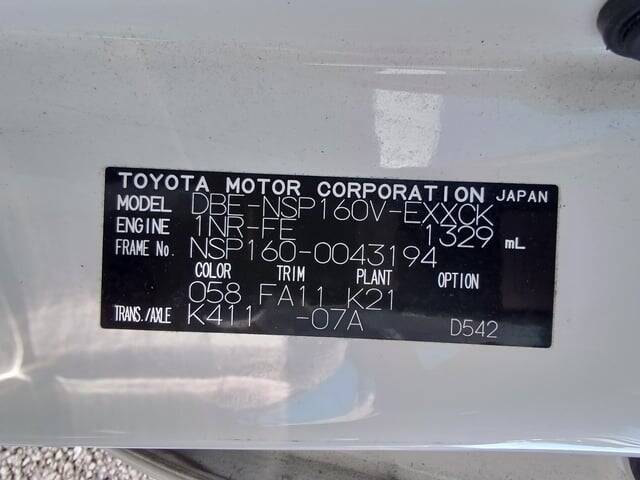 TOYOTA MOTOR CORPORATION JAPAN
MODEL DBE-NSP160V-EXXCK
ENGINE 1NR-FE 1329 mL
FRAME No. NSP160-0043194
COLOR TRIM PLANT OPTION
058 FA11 K21
TRANS./AXLE K411 -07A D542